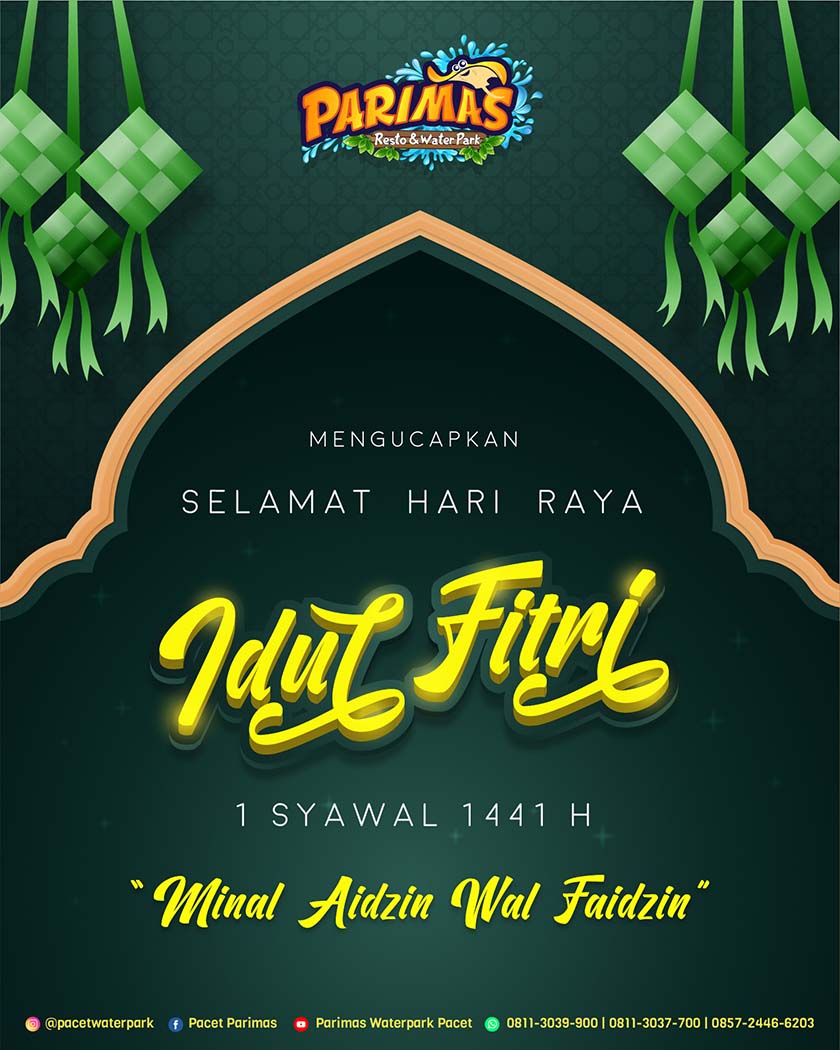 PARIMAS
Resto & Water Park
MENGUCAPKAN
SELAMAT HARI RAYA
Idul Fitri
1 SYAWAL 1441 H
"Minal Aidzin Wal Faidzin"
@pacetwaterpark Pacet Parimas Parimas Waterpark Pacet 0811-3039-900 | 0811-3037-700 | 0857-2446-6203